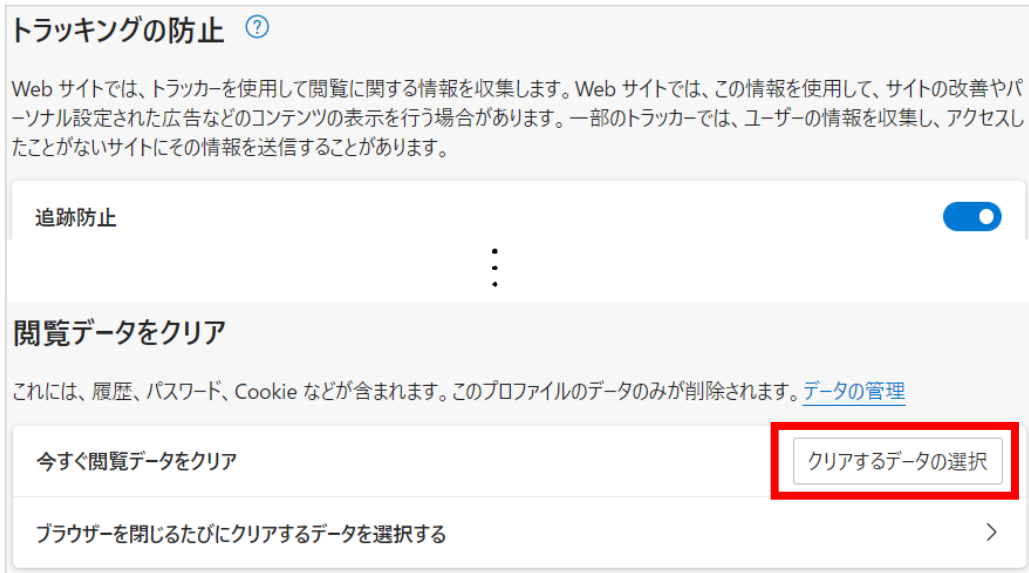 トラッキングの防止 ?
Web サイトでは、トラッカーを使用して閲覧に関する情報を収集します。Web サイトでは、この情報を使用して、サイトの改善やパ
ーソナル設定された広告などのコンテンツの表示を行う場合があります。一部のトラッカーでは、ユーザーの情報を収集し、アクセスし
たことがないサイトにその情報を送信することがあります。
追跡防止
閲覧データをクリア
これには、履歴、パスワード、Cookie などが含まれます。このプロファイルのデータのみが削除されます。データの管理
今すぐ閲覧データをクリア
クリアするデータの選択
ブラウザーを閉じるたびにクリアするデータを選択する